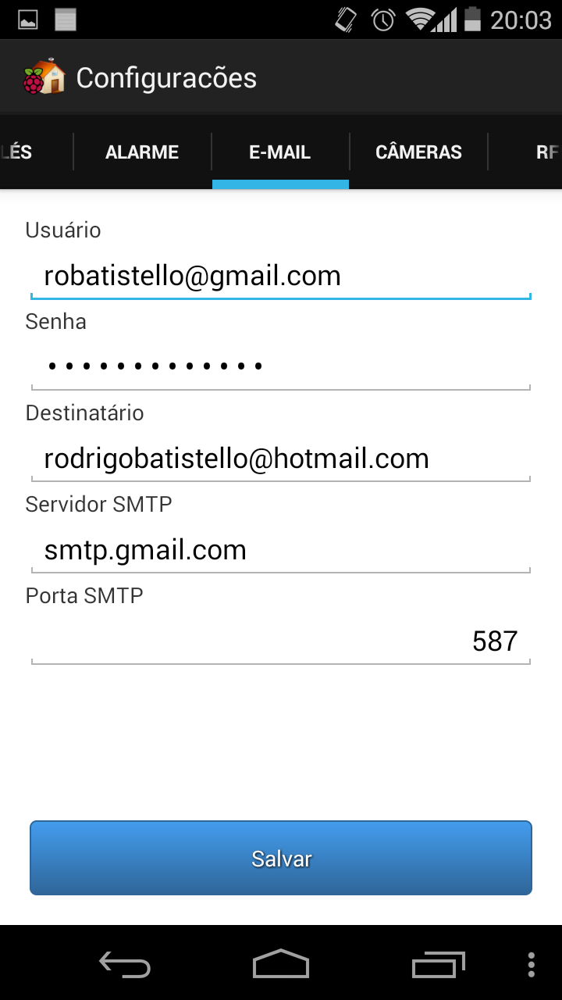 20:03
Configuracões
LÉS ALARME E-MAIL CÂMERAS RF
Usuário
robatistello@gmail.com
Senha
•••••••••••••
Destinatário
rodrigobatistello@hotmail.com
Servidor SMTP
smtp.gmail.com
Porta SMTP
587
Salvar